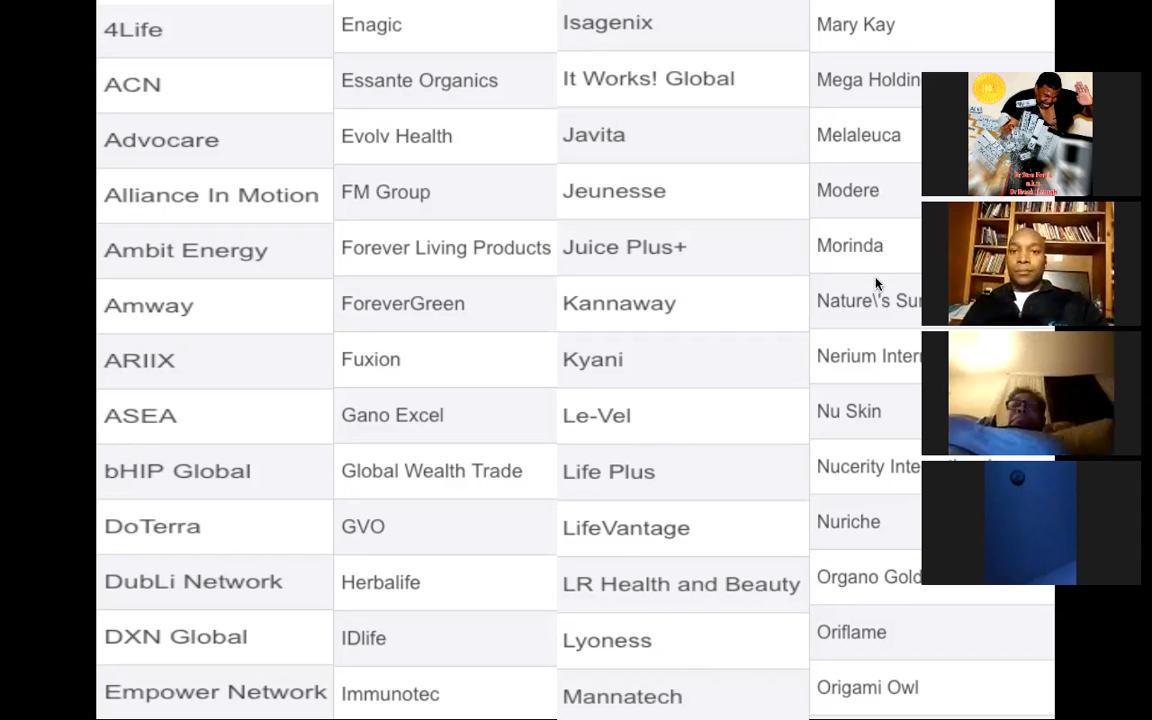 4Life
ACN
Advocare
Alliance In Motion
Ambit Energy
Amway
ARIIX
ASEA
bHIP Global
DoTerra
DubLi Network
DXN Global
Empower Network
Enagic
Essante Organics
Evolv Health
FM Group
Forever Living Products
ForeverGreen
Fuxion
Gano Excel
Global Wealth Trade
GVO
Herbalife
IDlife
Immunotec
Isagenix
It Works! Global
Javita
Jeunesse
Juice Plus+
Kannaway
Kyani
Le-Vel
Life Plus
LifeVantage
LR Health and Beauty
Lyoness
Mannatech
Mary Kay
Mega Holdin
Melaleuca
Modere
Morinda
Nature\'s Su
Nerium Inter
Nu Skin
Nucerity Inte
Nuriche
Organo Gold
Oriflame
Origami Owl